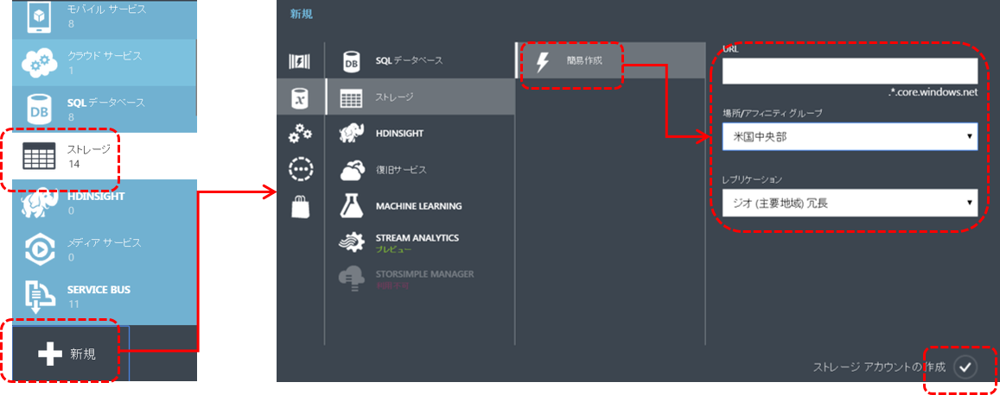 モバイル サービス
8
クラウド サービス
1
SQL データベース
8
ストレージ
14
HDINSIGHT
0
メディア サービス
0
SERVICE BUS
11
新規
新規
DB
SQL データベース
ストレージ
HDINSIGHT
復旧サービス
MACHINE LEARNING
STREAM ANALYTICS
プレビュー
STORSIMPLE MANAGER
利用不可
簡易作成
URL
.*.core.windows.net
場所/アフィニティ グループ
米国中央部
レプリケーション
ジオ (主要地域) 冗長
ストレージ アカウントの作成